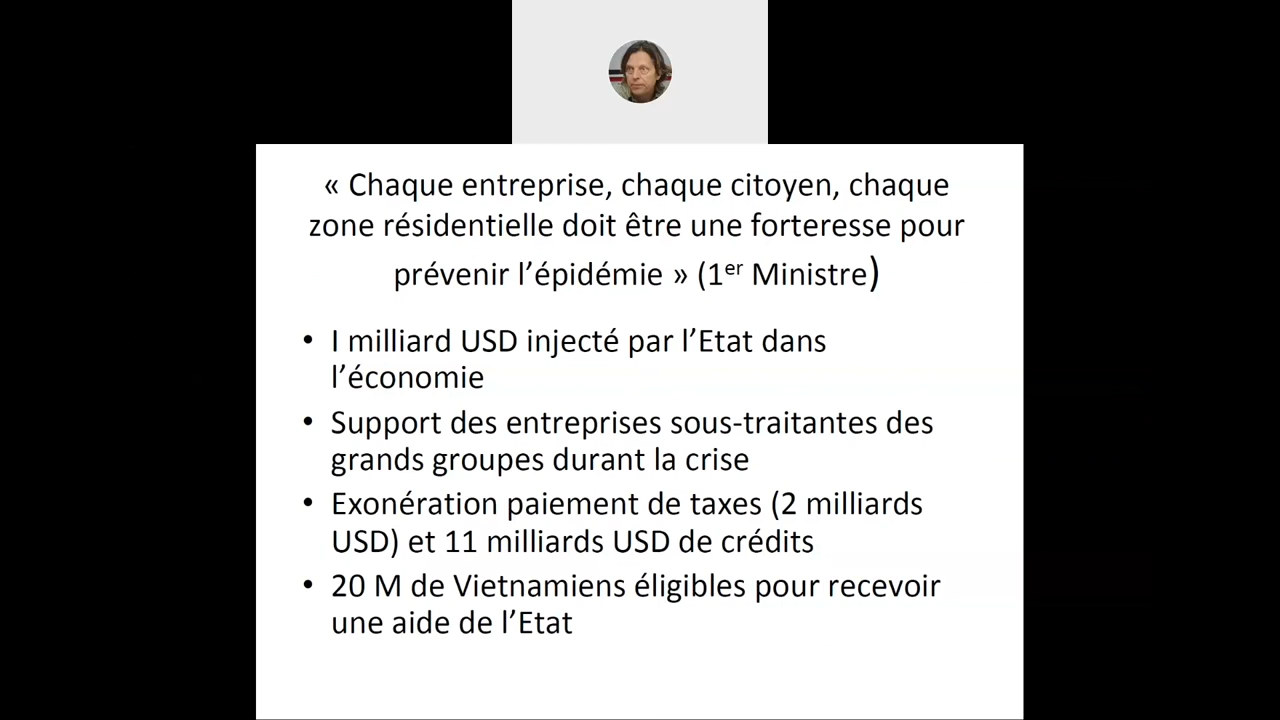 « Chaque entreprise, chaque citoyen, chaque
zone résidentielle doit être une forteresse pour
prévenir l’épidémie » (1er Ministre)
• I milliard USD injecté par l’Etat dans
l’économie
• Support des entreprises sous-traitantes des
grands groupes durant la crise
• Exonération paiement de taxes (2 milliards
USD) et 11 milliards USD de crédits
• 20 M de Vietnamiens éligibles pour recevoir
une aide de l’Etat